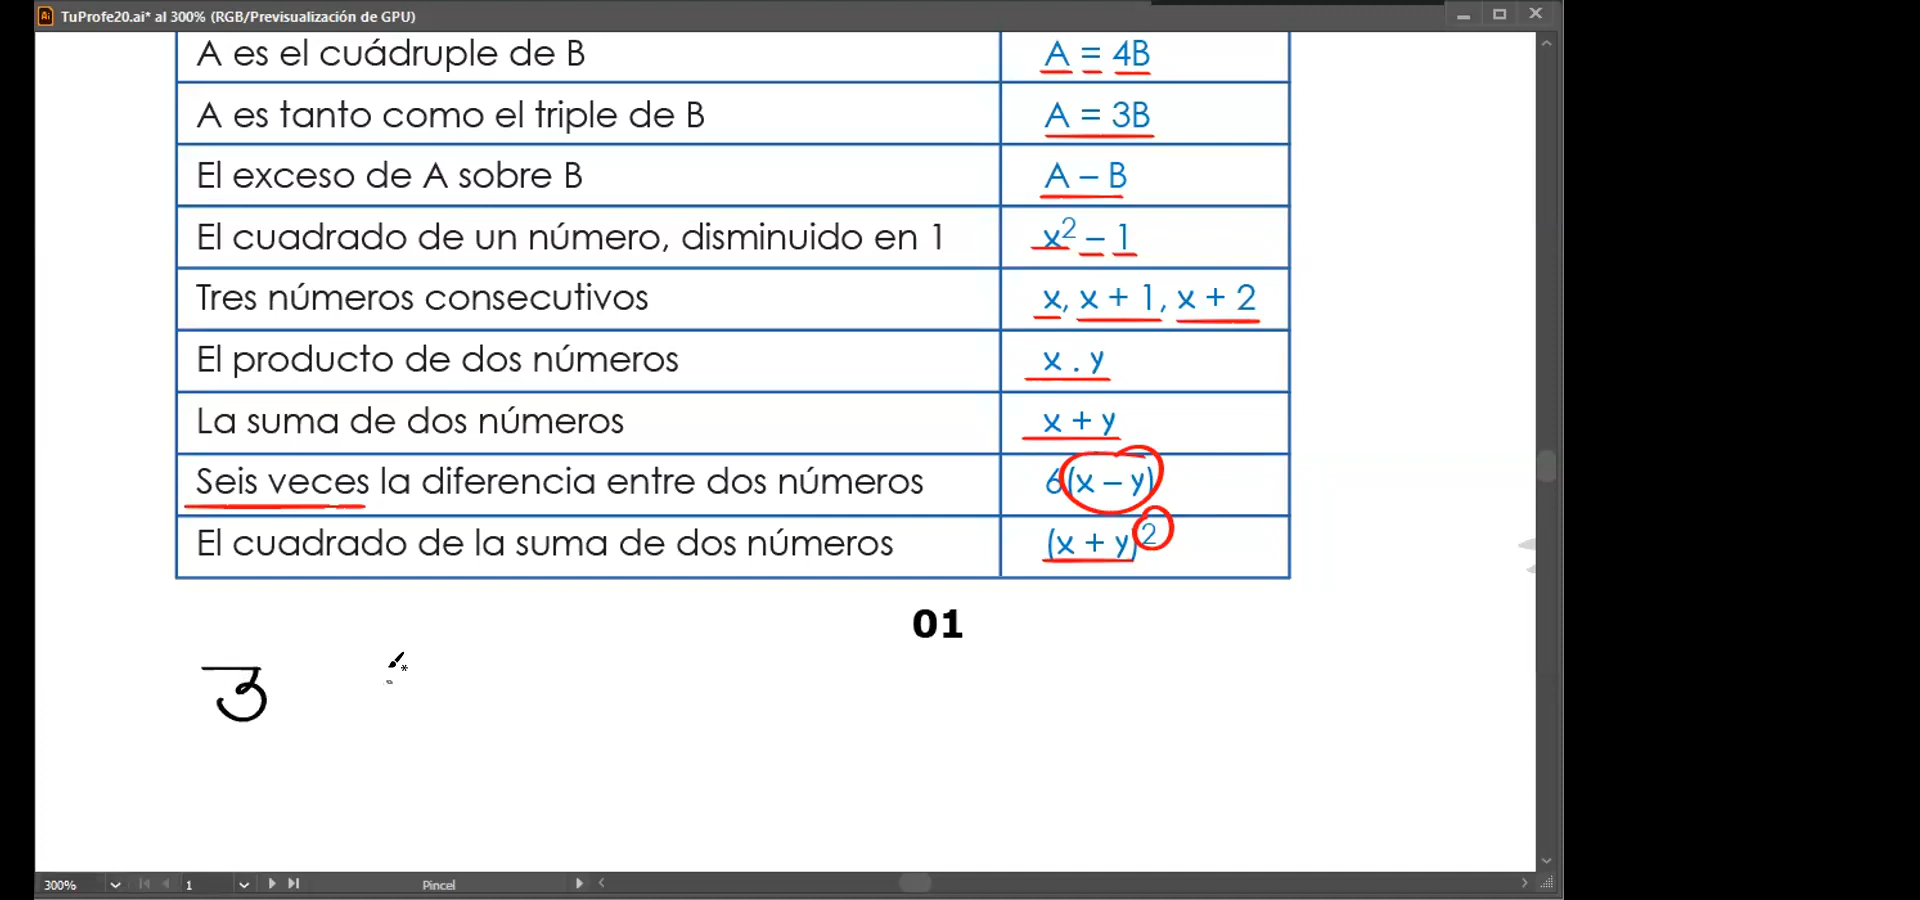 TuProfe20.ai* al 300% (RGB/Previsualización de GPU)
A es el cuádruple de B A = 4B
A es tanto como el triple de B A = 3B
El exceso de A sobre B A – B
El cuadrado de un número, disminuido en 1 x² – 1
Tres números consecutivos x, x + 1, x + 2
El producto de dos números x . y
La suma de dos números x + y
Seis veces la diferencia entre dos números 6(x – y)
El cuadrado de la suma de dos números (x + y)²
01
3
300% 1 Pincel